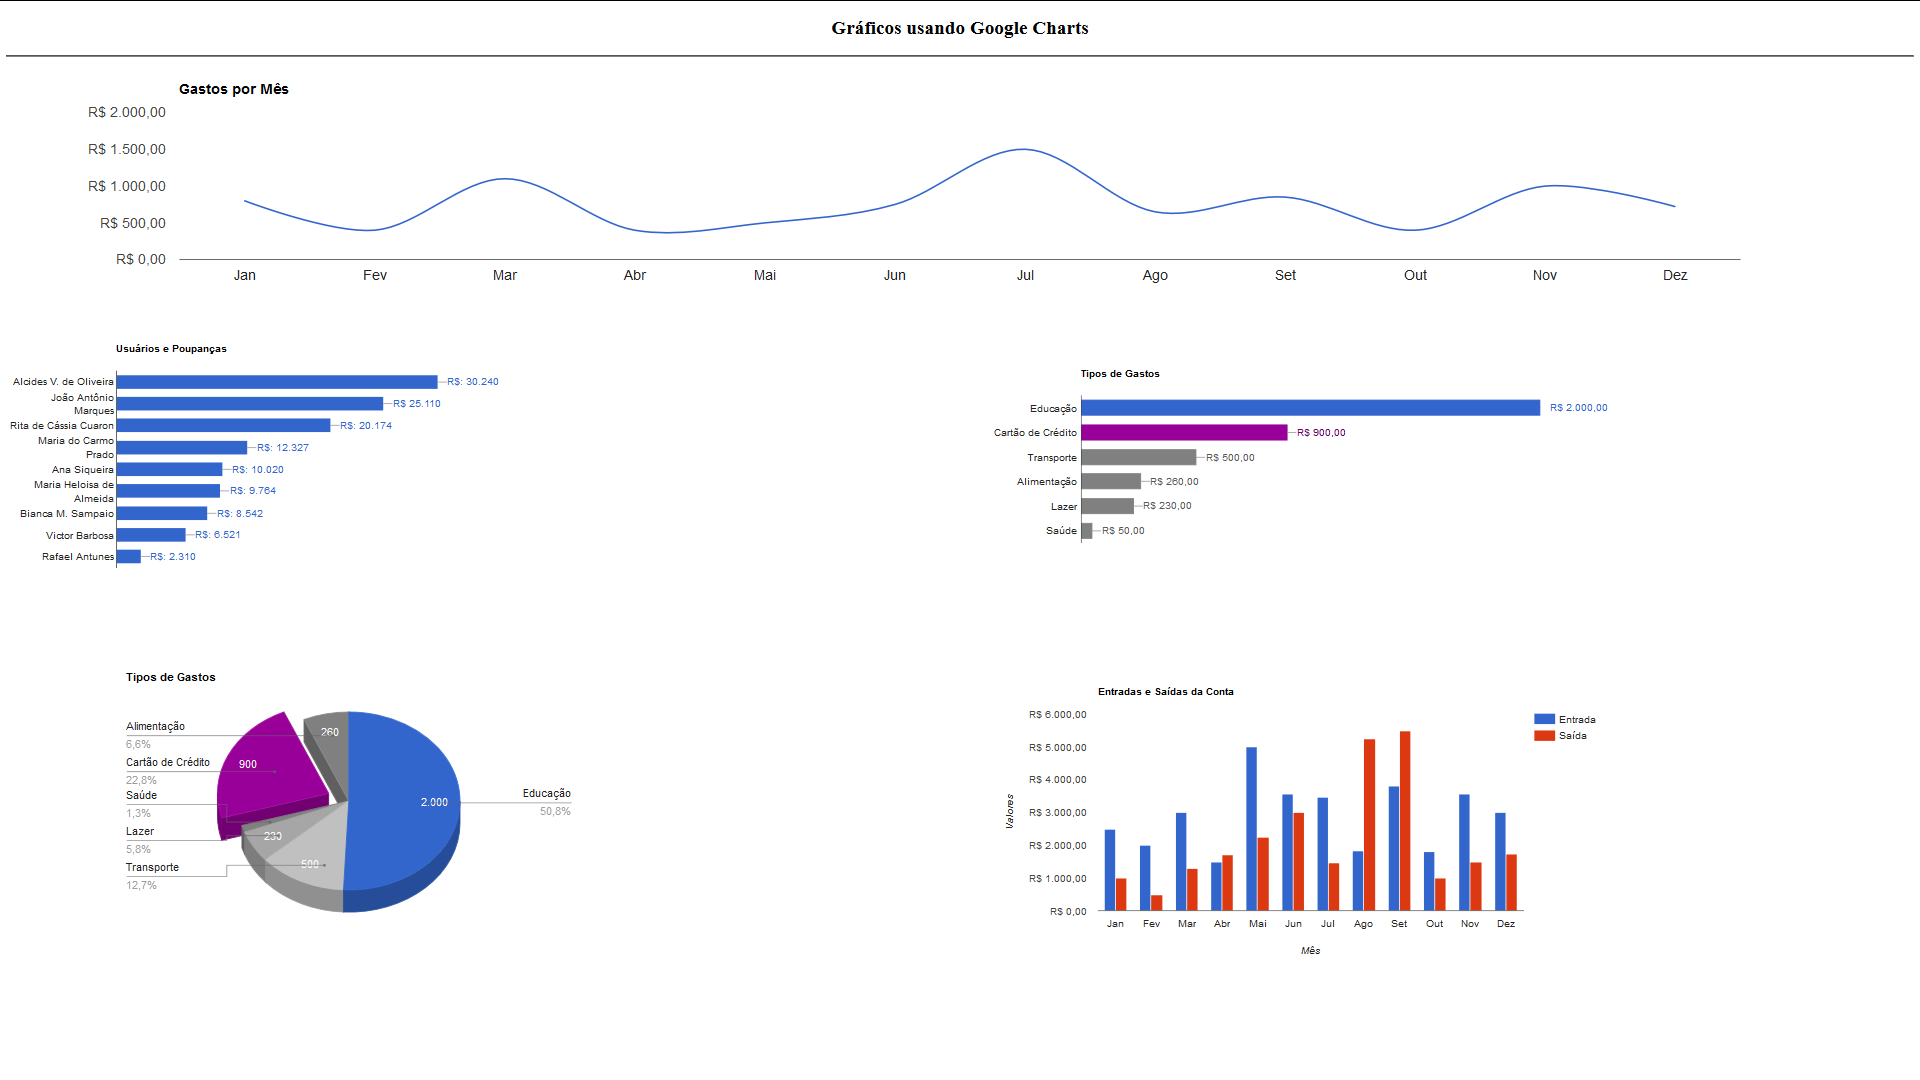 Gráficos usando Google Charts
Gastos por Mês
R$ 2.000,00
R$ 1.500,00
R$ 1.000,00
R$ 500,00
R$ 0,00
Jan Fev Mar Abr Mai Jun Jul Ago Set Out Nov Dez
Usuários e Poupanças
Alcides V. de Oliveira R$: 30.240
João Antônio
Marques R$ 25.110
Rita de Cássia Cuaron R$: 20.174
Maria do Carmo
Prado R$: 12.327
Ana Siqueira R$: 10.020
Maria Heloisa de
Almeida R$: 9.764
Bianca M. Sampaio R$: 8.542
Victor Barbosa R$: 6.521
Rafael Antunes R$: 2.310
Tipos de Gastos
Educação R$ 2.000,00
Cartão de Crédito R$ 900,00
Transporte R$ 500,00
Alimentação R$ 260,00
Lazer R$ 230,00
Saúde R$ 50,00
Tipos de Gastos
Alimentação
6,6%
Cartão de Crédito
22,8%
Saúde
1,3%
Lazer
5,8%
Transporte
12,7%
260
900
230
500
2.000
Educação
50,8%
Entradas e Saídas da Conta
R$ 6.000,00
R$ 5.000,00
R$ 4.000,00
R$ 3.000,00
R$ 2.000,00
R$ 1.000,00
R$ 0,00
Valores
Jan Fev Mar Abr Mai Jun Jul Ago Set Out Nov Dez
Mês
Entrada
Saída